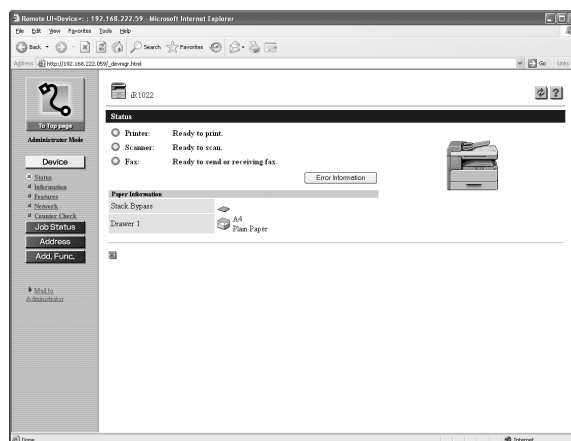 Remote UI<Device>: : 192.168.222.59 - Microsoft Internet Explorer
File Edit View Favorites Tools Help
Back Search Favorites
Address http://192.168.222.059/_devmgr.html Go Links
iR1022
To Top page
Administrator Mode
Status
Printer: Ready to print.
Scanner: Ready to scan.
Fax: Ready to send or receiving fax.
Error Information
Device
Status
Information
Features
Network
Counter Check
Job Status
Address
Add. Func.
Mail to
Administrator
Paper Information
Stack Bypass
Drawer 1 A4
Plain Paper
Done Internet